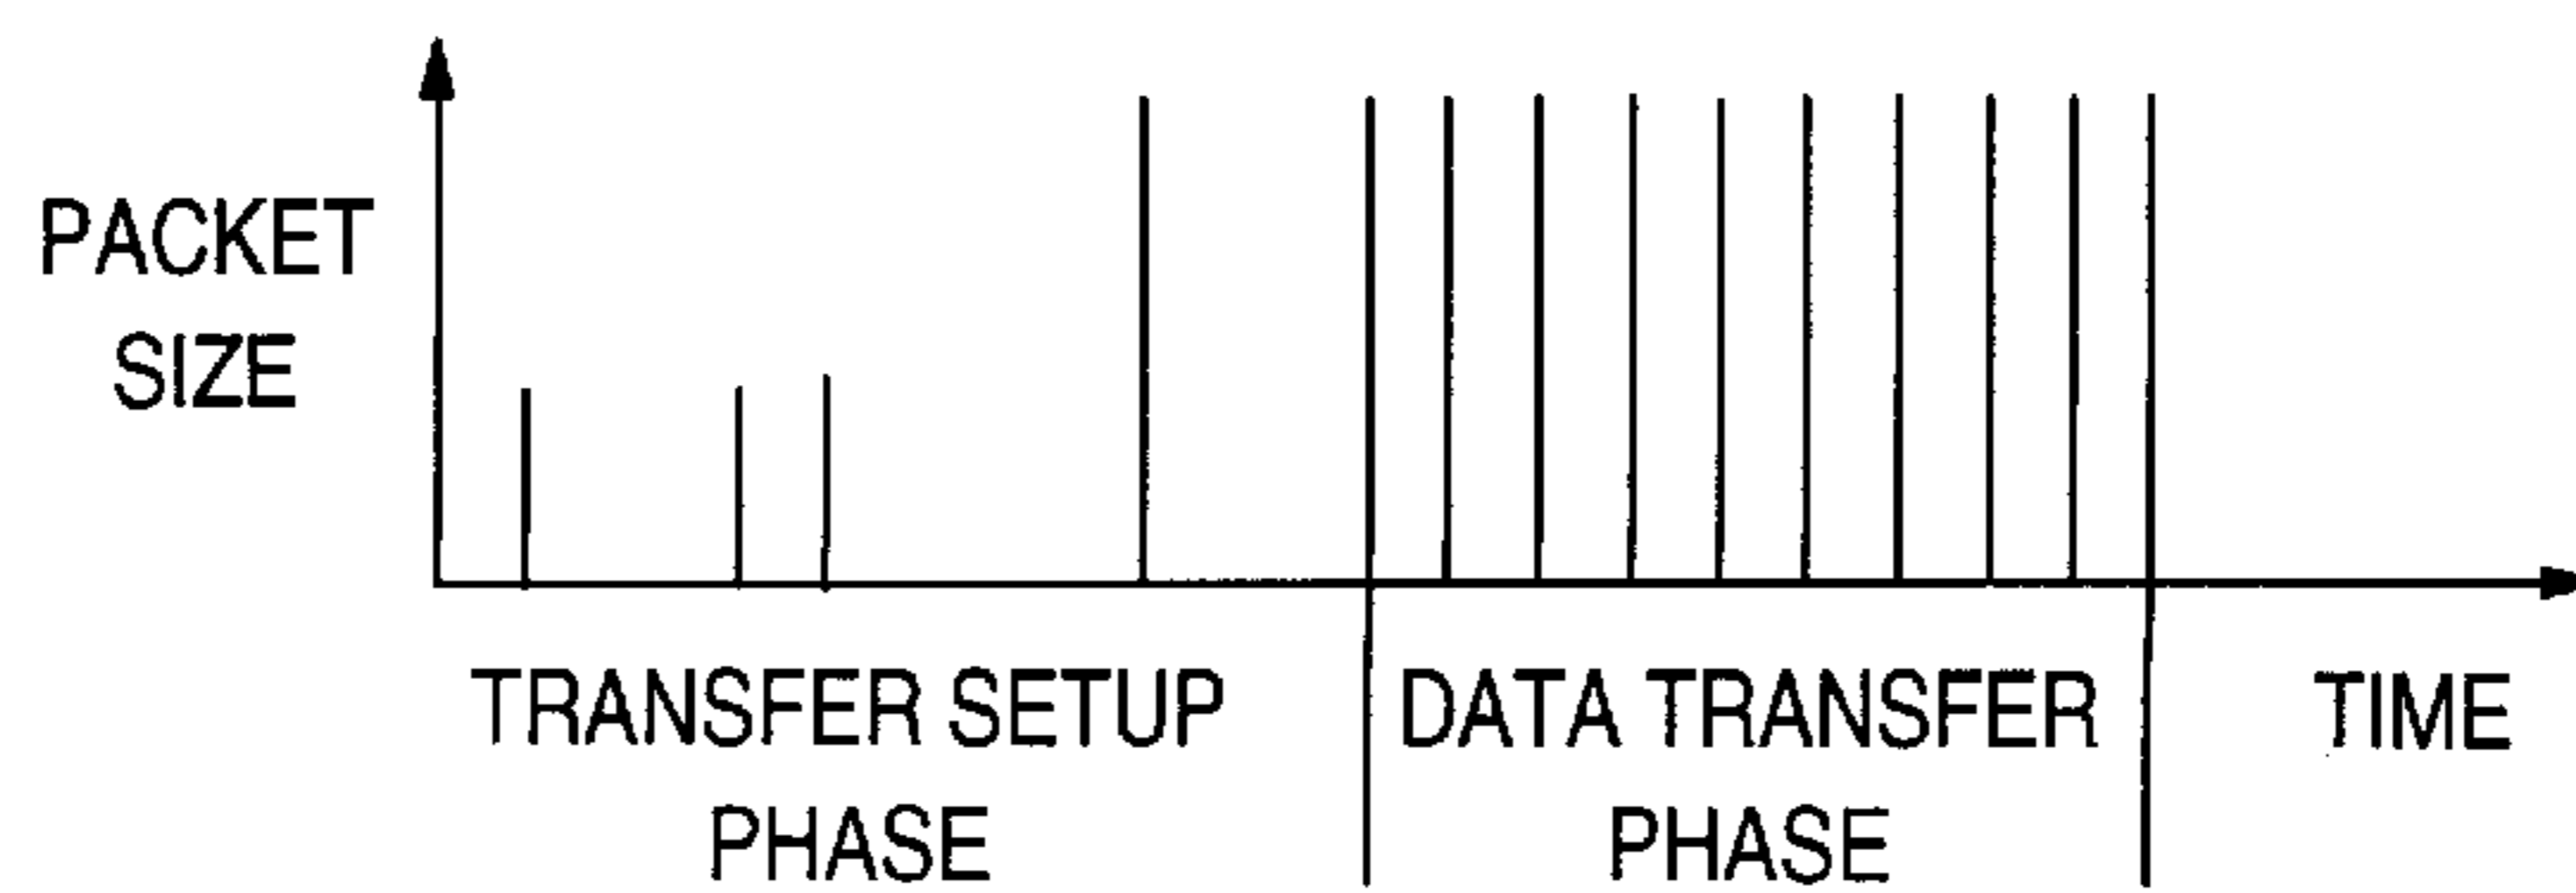 PACKET
SIZE
TRANSFER SETUP
PHASE
DATA TRANSFER
PHASE
TIME